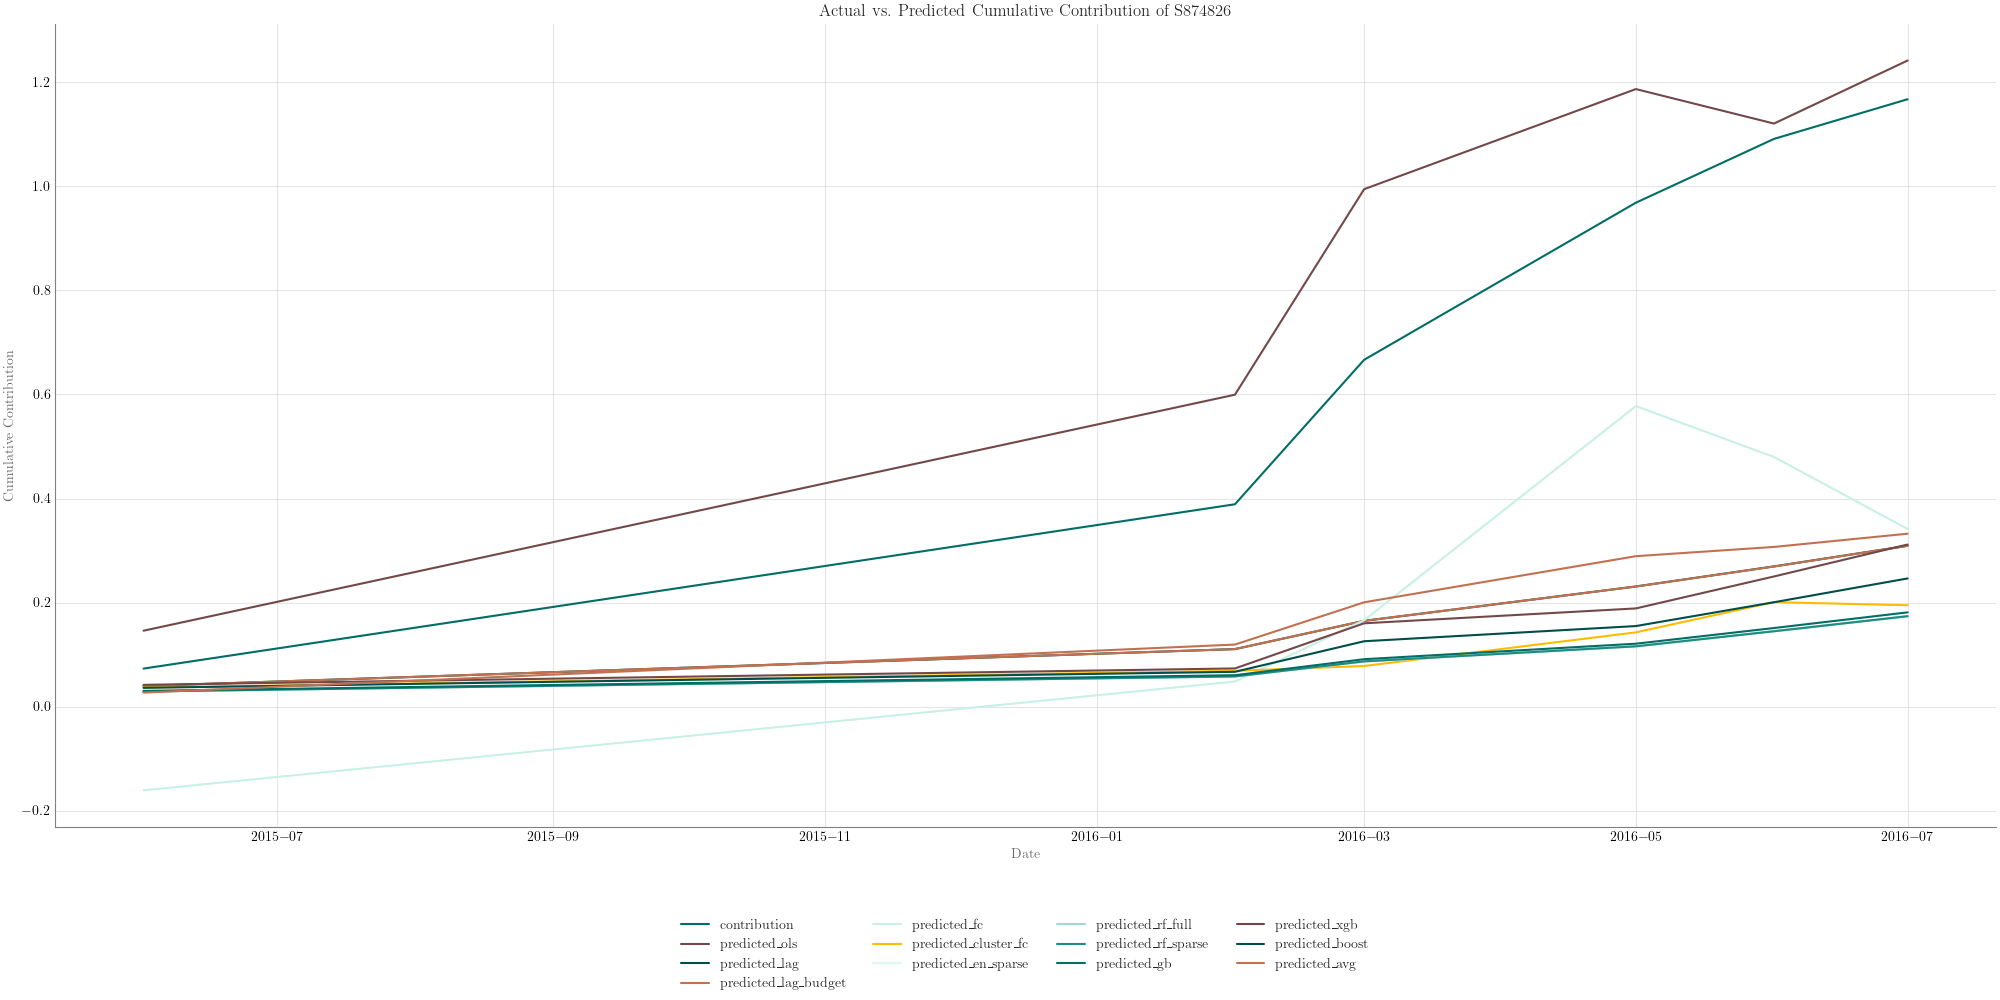 Actual vs. Predicted Cumulative Contribution of S874826
1.2
1.0
0.8
0.6
0.4
0.2
0.0
−0.2
Cumulative Contribution
2015−07 2015−09 2015−11 2016−01 2016−03 2016−05 2016−07
Date
contribution predicted_fc predicted_rf_full predicted_xgb
predicted_ols predicted_cluster_fc predicted_rf_sparse predicted_boost
predicted_lag predicted_en_sparse predicted_gb predicted_avg
predicted_lag_budget